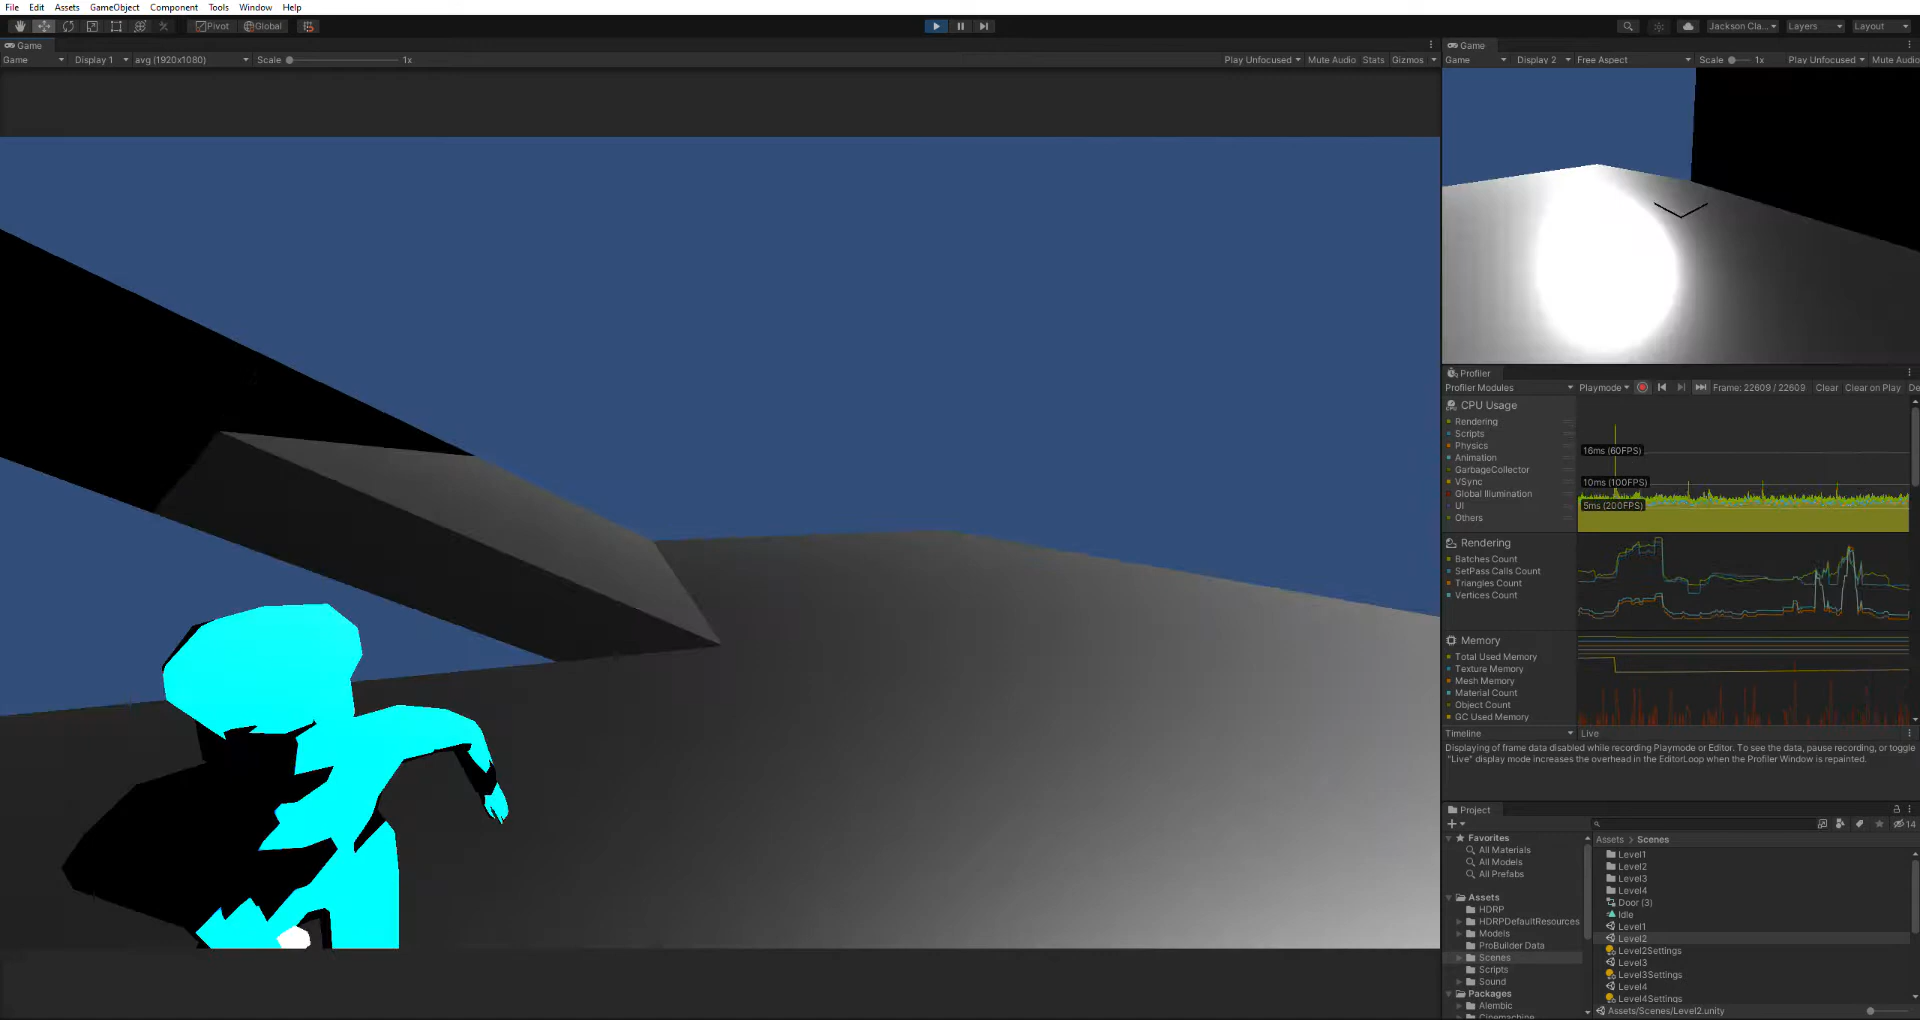 File Edit Assets GameObject Component Tools Window Help
Pivot Global Jackson Cla... Layers Layout
Game
Game Display 1 avg (1920x1080) Scale 1x Play Unfocused Mute Audio Stats Gizmos
Game
Game Display 2 Free Aspect Scale 1x Play Unfocused Mute Audio
Profiler
Profiler Modules Playmode Frame: 22609 / 22609 Clear Clear on Play De
CPU Usage
Rendering
Scripts
Physics
Animation
GarbageCollector
VSync
Global Illumination
UI
Others
16ms (60FPS)
10ms (100FPS)
5ms (200FPS)
Rendering
Batches Count
SetPass Calls Count
Triangles Count
Vertices Count
Memory
Total Used Memory
Texture Memory
Mesh Memory
Material Count
Object Count
GC Used Memory
Timeline Live
Displaying of frame data disabled while recording Playmode or Editor. To see the data, pause recording, or toggle
"Live" display mode increases the overhead in the EditorLoop when the Profiler Window is repainted.
Project
14
Favorites
All Materials
All Models
All Prefabs
Assets
HDRP
HDRPDefaultResources
Models
ProBuilder Data
Scenes
Scripts
Sound
Packages
Alembic
Cinemachine
Assets > Scenes
Level1
Level2
Level3
Level4
Door (3)
Idle
Level1
Level2
Level2Settings
Level3
Level3Settings
Level4
Level4Settings
Assets/Scenes/Level2.unity